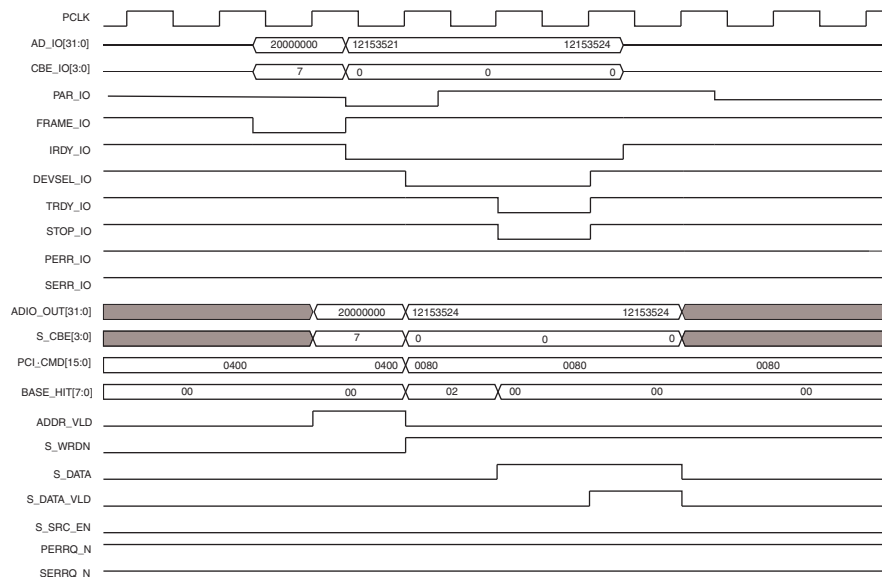 PCLK
AD_IO[31:0] 20000000 12153521 12153524
CBE_IO[3:0] 7 0 0 0
PAR_IO
FRAME_IO
IRDY_IO
DEVSEL_IO
TRDY_IO
STOP_IO
PERR_IO
SERR_IO
ADIO_OUT[31:0] 20000000 12153524 12153524
S_CBE[3:0] 7 0 0 0
PCI_CMD[15:0] 0400 0400 0080 0080 0080
BASE_HIT[7:0] 00 00 02 00 00 00
ADDR_VLD
S_WRDN
S_DATA
S_DATA_VLD
S_SRC_EN
PERRQ_N
SERRQ_N